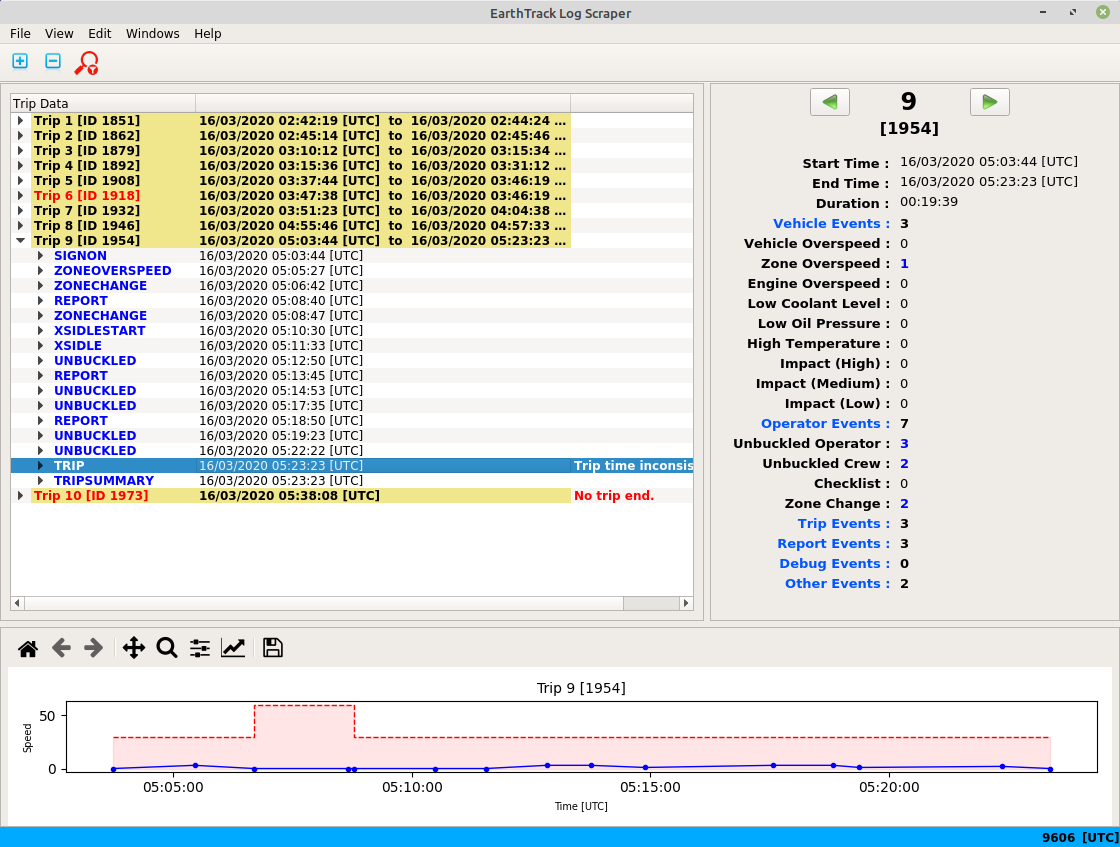 EarthTrack Log Scraper
File View Edit Windows Help
Trip Data
Trip 1 [ID 1851] 16/03/2020 02:42:19 [UTC] to 16/03/2020 02:44:24 ...
Trip 2 [ID 1862] 16/03/2020 02:45:14 [UTC] to 16/03/2020 02:45:46 ...
Trip 3 [ID 1879] 16/03/2020 03:10:12 [UTC] to 16/03/2020 03:15:34 ...
Trip 4 [ID 1892] 16/03/2020 03:15:36 [UTC] to 16/03/2020 03:31:12 ...
Trip 5 [ID 1908] 16/03/2020 03:37:44 [UTC] to 16/03/2020 03:46:19 ...
Trip 6 [ID 1918] 16/03/2020 03:47:38 [UTC] to 16/03/2020 03:46:19 ...
Trip 7 [ID 1932] 16/03/2020 03:51:23 [UTC] to 16/03/2020 04:04:38 ...
Trip 8 [ID 1946] 16/03/2020 04:55:46 [UTC] to 16/03/2020 04:57:33 ...
Trip 9 [ID 1954] 16/03/2020 05:03:44 [UTC] to 16/03/2020 05:23:23 ...
SIGNON 16/03/2020 05:03:44 [UTC]
ZONEOVERSPEED 16/03/2020 05:05:27 [UTC]
ZONECHANGE 16/03/2020 05:06:42 [UTC]
REPORT 16/03/2020 05:08:40 [UTC]
ZONECHANGE 16/03/2020 05:08:47 [UTC]
XSIDLESTART 16/03/2020 05:10:30 [UTC]
XSIDLE 16/03/2020 05:11:33 [UTC]
UNBUCKLED 16/03/2020 05:12:50 [UTC]
REPORT 16/03/2020 05:13:45 [UTC]
UNBUCKLED 16/03/2020 05:14:53 [UTC]
UNBUCKLED 16/03/2020 05:17:35 [UTC]
REPORT 16/03/2020 05:18:50 [UTC]
UNBUCKLED 16/03/2020 05:19:23 [UTC]
UNBUCKLED 16/03/2020 05:22:22 [UTC]
TRIP 16/03/2020 05:23:23 [UTC] Trip time inconsis
TRIPSUMMARY 16/03/2020 05:23:23 [UTC]
Trip 10 [ID 1973] 16/03/2020 05:38:08 [UTC] No trip end.
9
[1954]
Start Time : 16/03/2020 05:03:44 [UTC]
End Time : 16/03/2020 05:23:23 [UTC]
Duration : 00:19:39
Vehicle Events : 3
Vehicle Overspeed : 0
Zone Overspeed : 1
Engine Overspeed : 0
Low Coolant Level : 0
Low Oil Pressure : 0
High Temperature : 0
Impact (High) : 0
Impact (Medium) : 0
Impact (Low) : 0
Operator Events : 7
Unbuckled Operator : 3
Unbuckled Crew : 2
Checklist : 0
Zone Change : 2
Trip Events : 3
Report Events : 3
Debug Events : 0
Other Events : 2
Trip 9 [1954]
50
Speed
0
05:05:00 05:10:00 05:15:00 05:20:00
Time [UTC]
9606 [UTC]